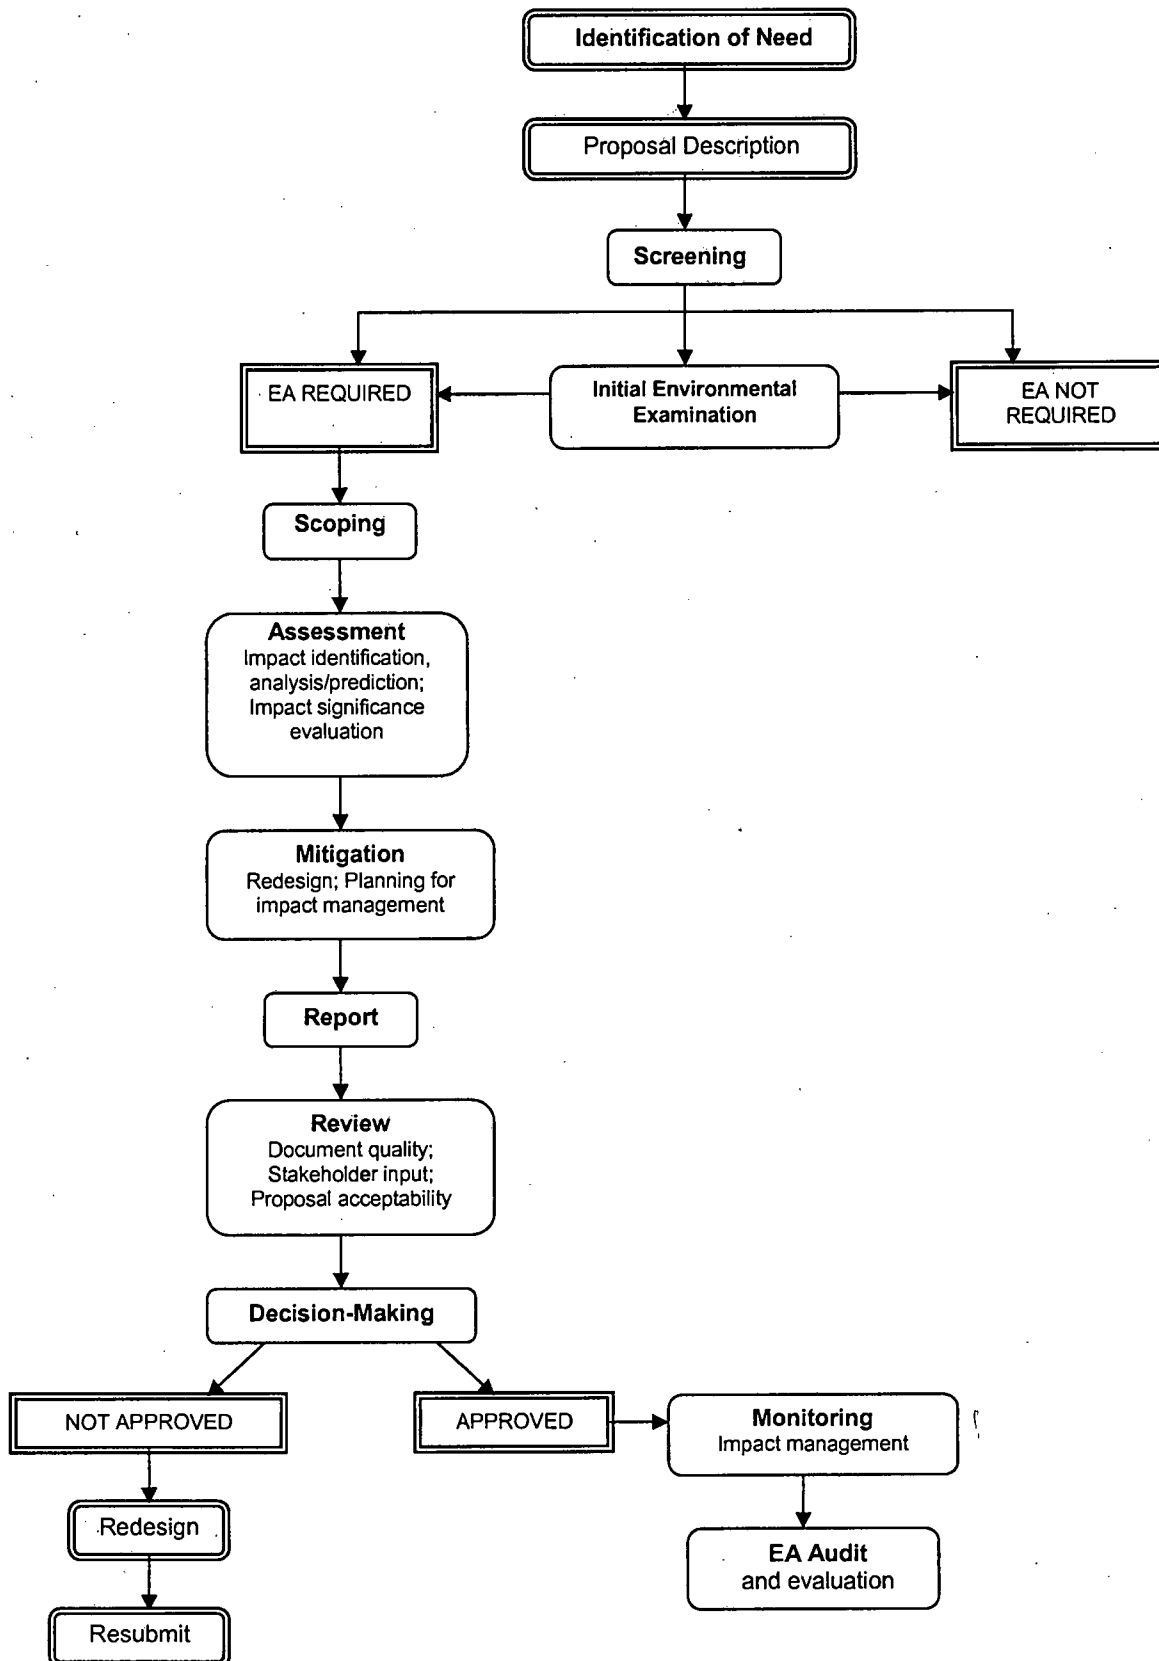 Identification of Need
Proposal Description
Screening
EA REQUIRED
Initial Environmental
Examination
EA NOT
REQUIRED
Scoping
Assessment
Impact identification,
analysis/prediction;
Impact significance
evaluation
Mitigation
Redesign; Planning for
impact management
Report
Review
Document quality;
Stakeholder input;
Proposal acceptability
Decision-Making
NOT APPROVED
APPROVED
Monitoring
Impact management
Redesign
EA Audit
and evaluation
Resubmit